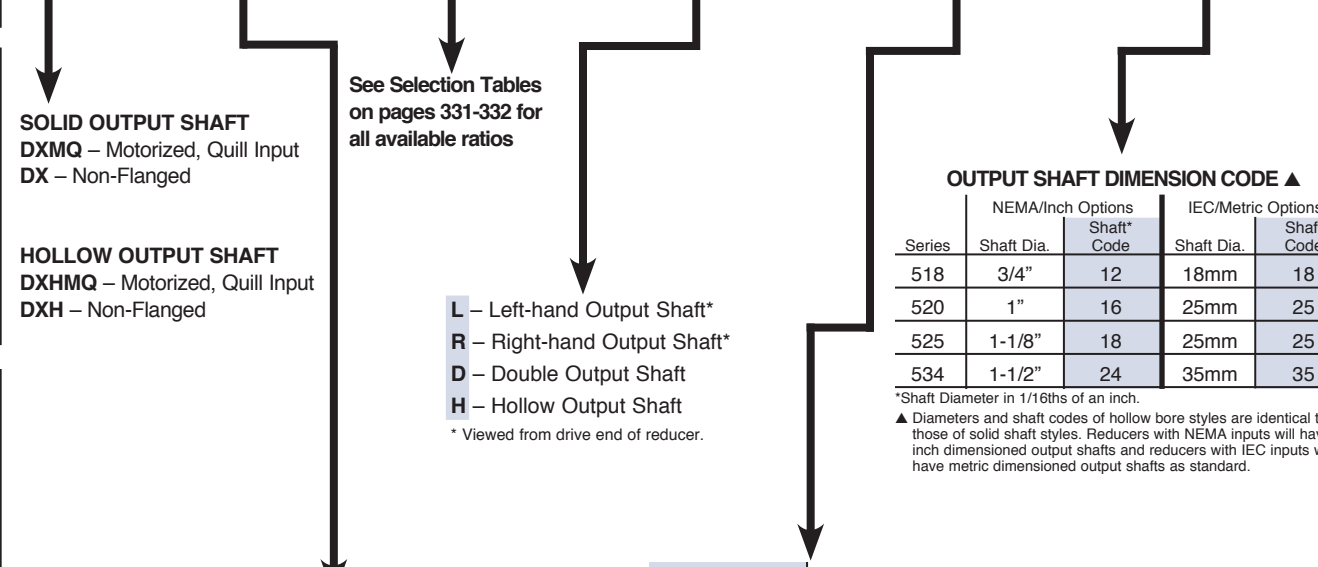 See Selection Tables
on pages 331-332 for
all available ratios
SOLID OUTPUT SHAFT
DXMQ – Motorized, Quill Input
DX – Non-Flanged
HOLLOW OUTPUT SHAFT
DXHMQ – Motorized, Quill Input
DXH – Non-Flanged
L – Left-hand Output Shaft*
R – Right-hand Output Shaft*
D – Double Output Shaft
H – Hollow Output Shaft
* Viewed from drive end of reducer.
OUTPUT SHAFT DIMENSION CODE ▲
NEMA/Inch Options IEC/Metric Options
Series Shaft Dia. Shaft* Code Shaft Dia.
518 3/4” 12 18mm 18
520 1” 16 25mm 25
525 1-1/8” 18 25mm 25
534 1-1/2” 24 35mm 35
*Shaft Diameter in 1/16ths of an inch.
▲ Diameters and shaft codes of hollow bore styles are identical
those of solid shaft styles. Reducers with NEMA inputs will
inch dimensioned output shafts and reducers with IEC inputs
have metric dimensioned output shafts as standard.